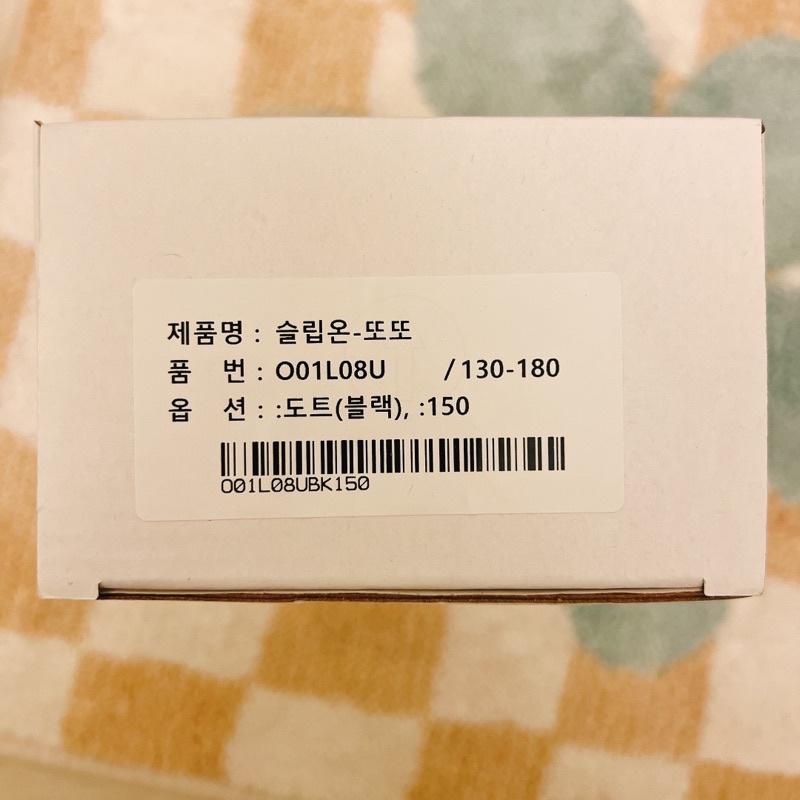 제품명 : 슬립온-또또
품 번 : O01L08U /130-180
옵 션 : :도트(블랙), :150
O01L08UBK150